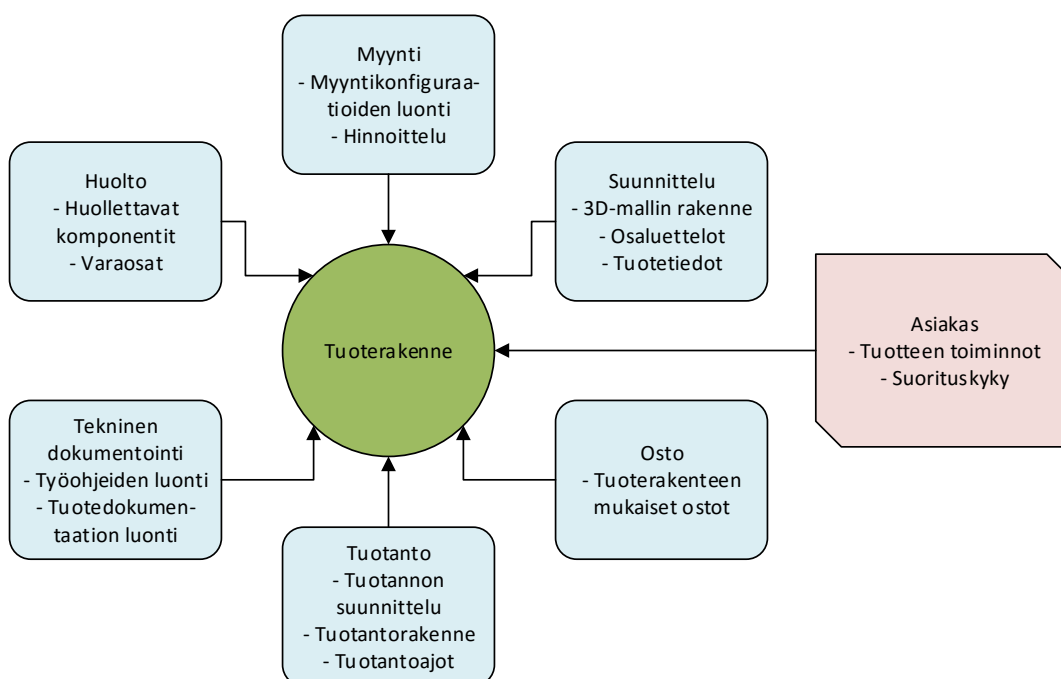 Myynti
- Myyntikonfiguraa-
tioiden luonti
- Hinnoittelu
Huolto
- Huollettavat
komponentit
- Varaosat
Suunnittelu
- 3D-mallin rakenne
- Osaluettelot
- Tuotetiedot
Tuoterakenne
Asiakas
- Tuotteen toiminnot
- Suorituskyky
Tekninen
dokumentointi
- Työohjeiden luonti
- Tuotedokumen-
taation luonti
Osto
- Tuoterakenteen
mukaiset ostot
Tuotanto
- Tuotannon
suunnittelu
- Tuotantorakenne
- Tuotantoajot